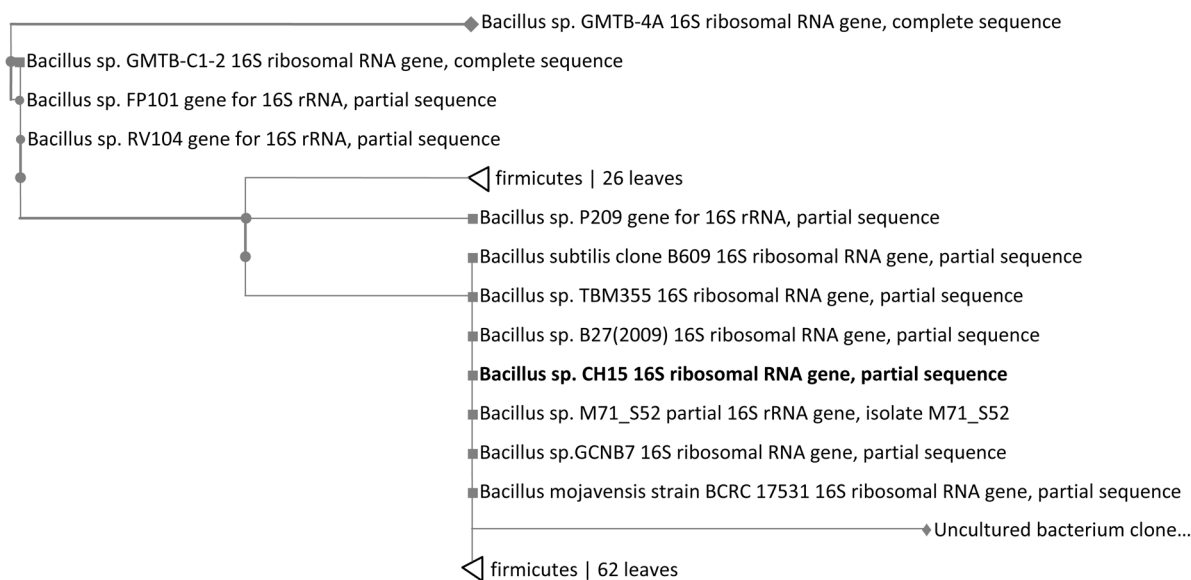 Bacillus sp. GMTB-4A 16S ribosomal RNA gene, complete sequence
Bacillus sp. GMTB-C1-2 16S ribosomal RNA gene, complete sequence
Bacillus sp. FP101 gene for 16S rRNA, partial sequence
Bacillus sp. RV104 gene for 16S rRNA, partial sequence
firmicutes | 26 leaves
Bacillus sp. P209 gene for 16S rRNA, partial sequence
Bacillus subtilis clone B609 16S ribosomal RNA gene, partial sequence
Bacillus sp. TBM355 16S ribosomal RNA gene, partial sequence
Bacillus sp. B27(2009) 16S ribosomal RNA gene, partial sequence
Bacillus sp. CH15 16S ribosomal RNA gene, partial sequence
Bacillus sp. M71_S52 partial 16S rRNA gene, isolate M71_S52
Bacillus sp.GCNB7 16S ribosomal RNA gene, partial sequence
Bacillus mojavensis strain BCRC 17531 16S ribosomal RNA gene, partial sequence
Uncultured bacterium clone…
firmicutes | 62 leaves